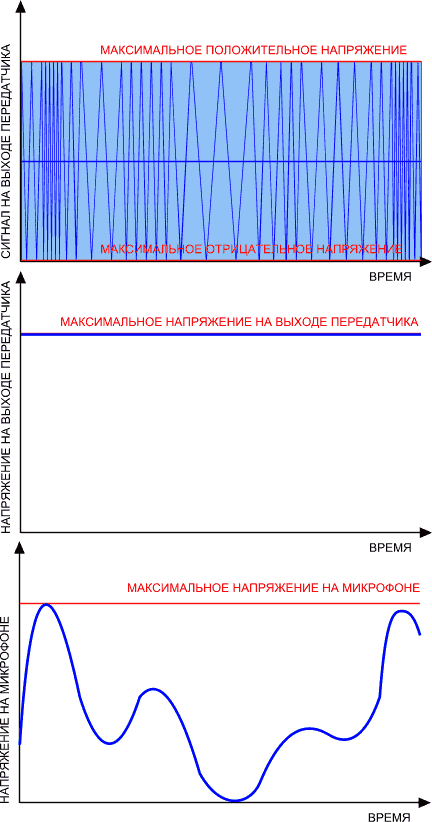 СИГНАЛ НА ВЫХОДЕ ПЕРЕДАТЧИКА
МАКСИМАЛЬНОЕ ПОЛОЖИТЕЛЬНОЕ НАПРЯЖЕНИЕ
МАКСИМАЛЬНОЕ ОТРИЦАТЕЛЬНОЕ НАПРЯЖЕНИЕ
ВРЕМЯ
НАПРЯЖЕНИЕ НА ВЫХОДЕ ПЕРЕДАТЧИКА
МАКСИМАЛЬНОЕ НАПРЯЖЕНИЕ НА ВЫХОДЕ ПЕРЕДАТЧИКА
ВРЕМЯ
НАПРЯЖЕНИЕ НА МИКРОФОНЕ
МАКСИМАЛЬНОЕ НАПРЯЖЕНИЕ НА МИКРОФОНЕ
ВРЕМЯ